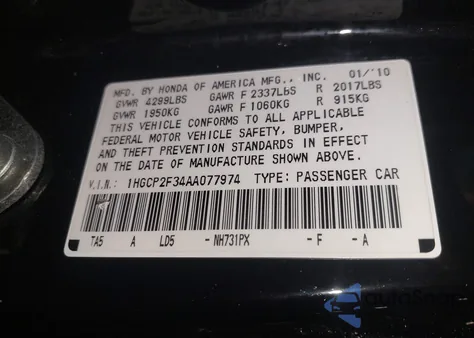 MFD. BY HONDA OF AMERICA MFG., INC. 01/'10
GVWR 4299LBS GAWR F 2337LBS R 2017LBS
GVWR 1950KG GAWR F 1060KG R 915KG
THIS VEHICLE CONFORMS TO ALL APPLICABLE
FEDERAL MOTOR VEHICLE SAFETY, BUMPER,
AND THEFT PREVENTION STANDARDS IN EFFECT
ON THE DATE OF MANUFACTURE SHOWN ABOVE.
V.I.N.: 1HGCP2F34AA077974 TYPE: PASSENGER CAR
TA5 A LD5 -NH731PX -F -A